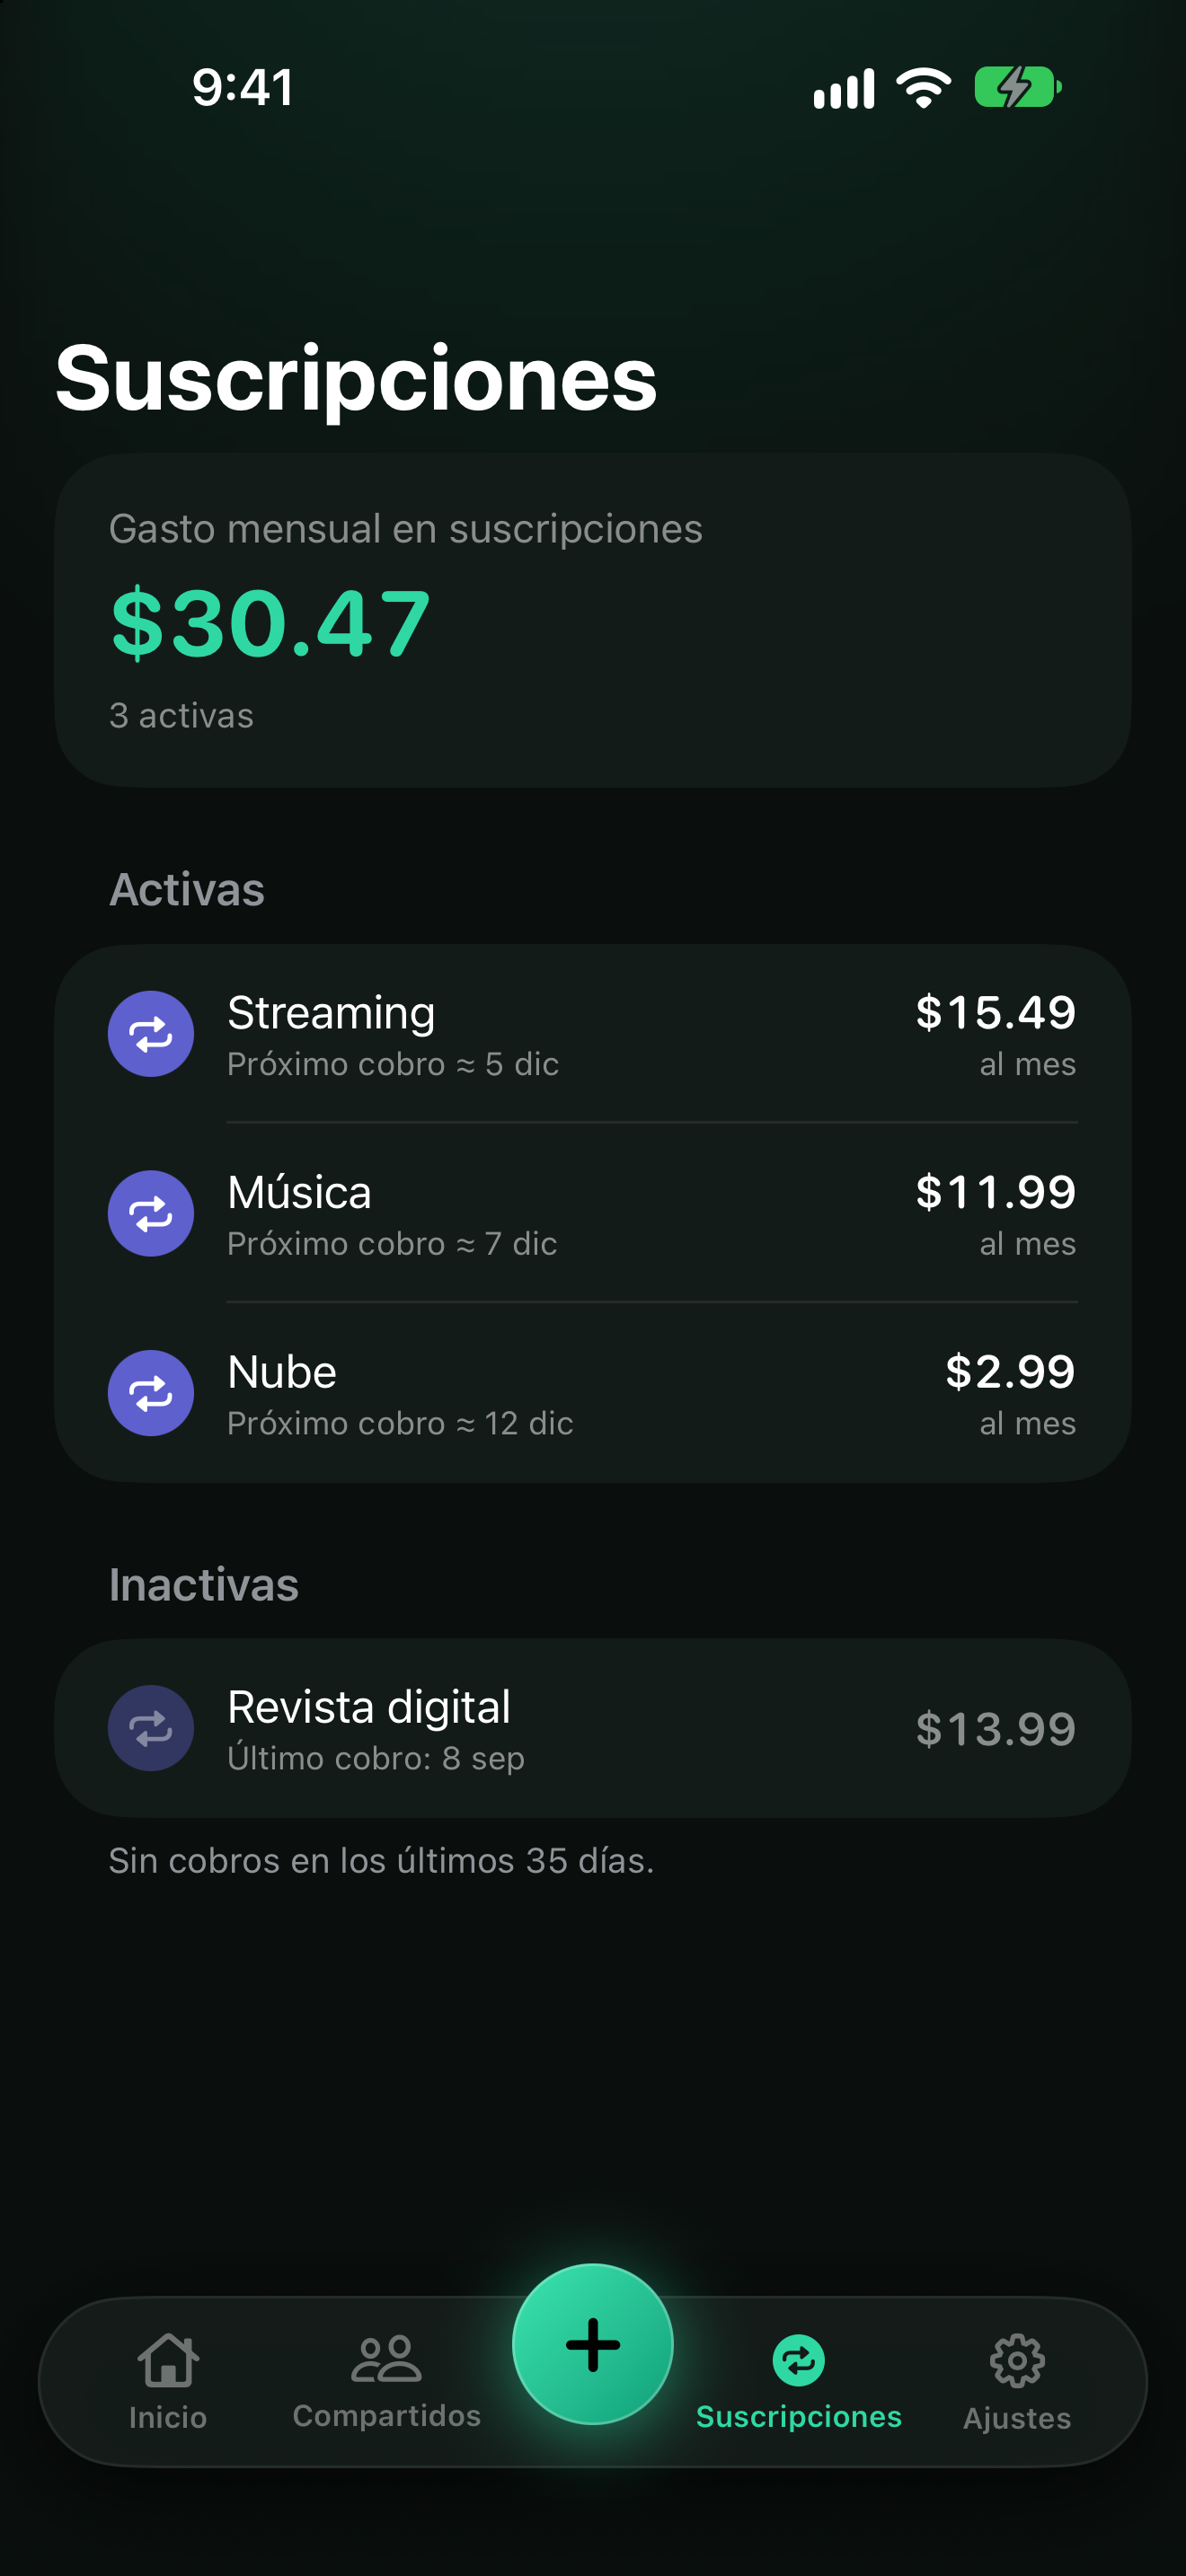 9:41
Suscripciones
Gasto mensual en suscripciones
$30.47
3 activas
Activas
Streaming
$15.49
Próximo cobro ≈ 5 dic
al mes
Música
$11.99
Próximo cobro ≈ 7 dic
al mes
Nube
$2.99
Próximo cobro ≈ 12 dic
al mes
Inactivas
Revista digital
$13.99
Último cobro: 8 sep
Sin cobros en los últimos 35 días.
Inicio
Compartidos
Suscripciones
Ajustes